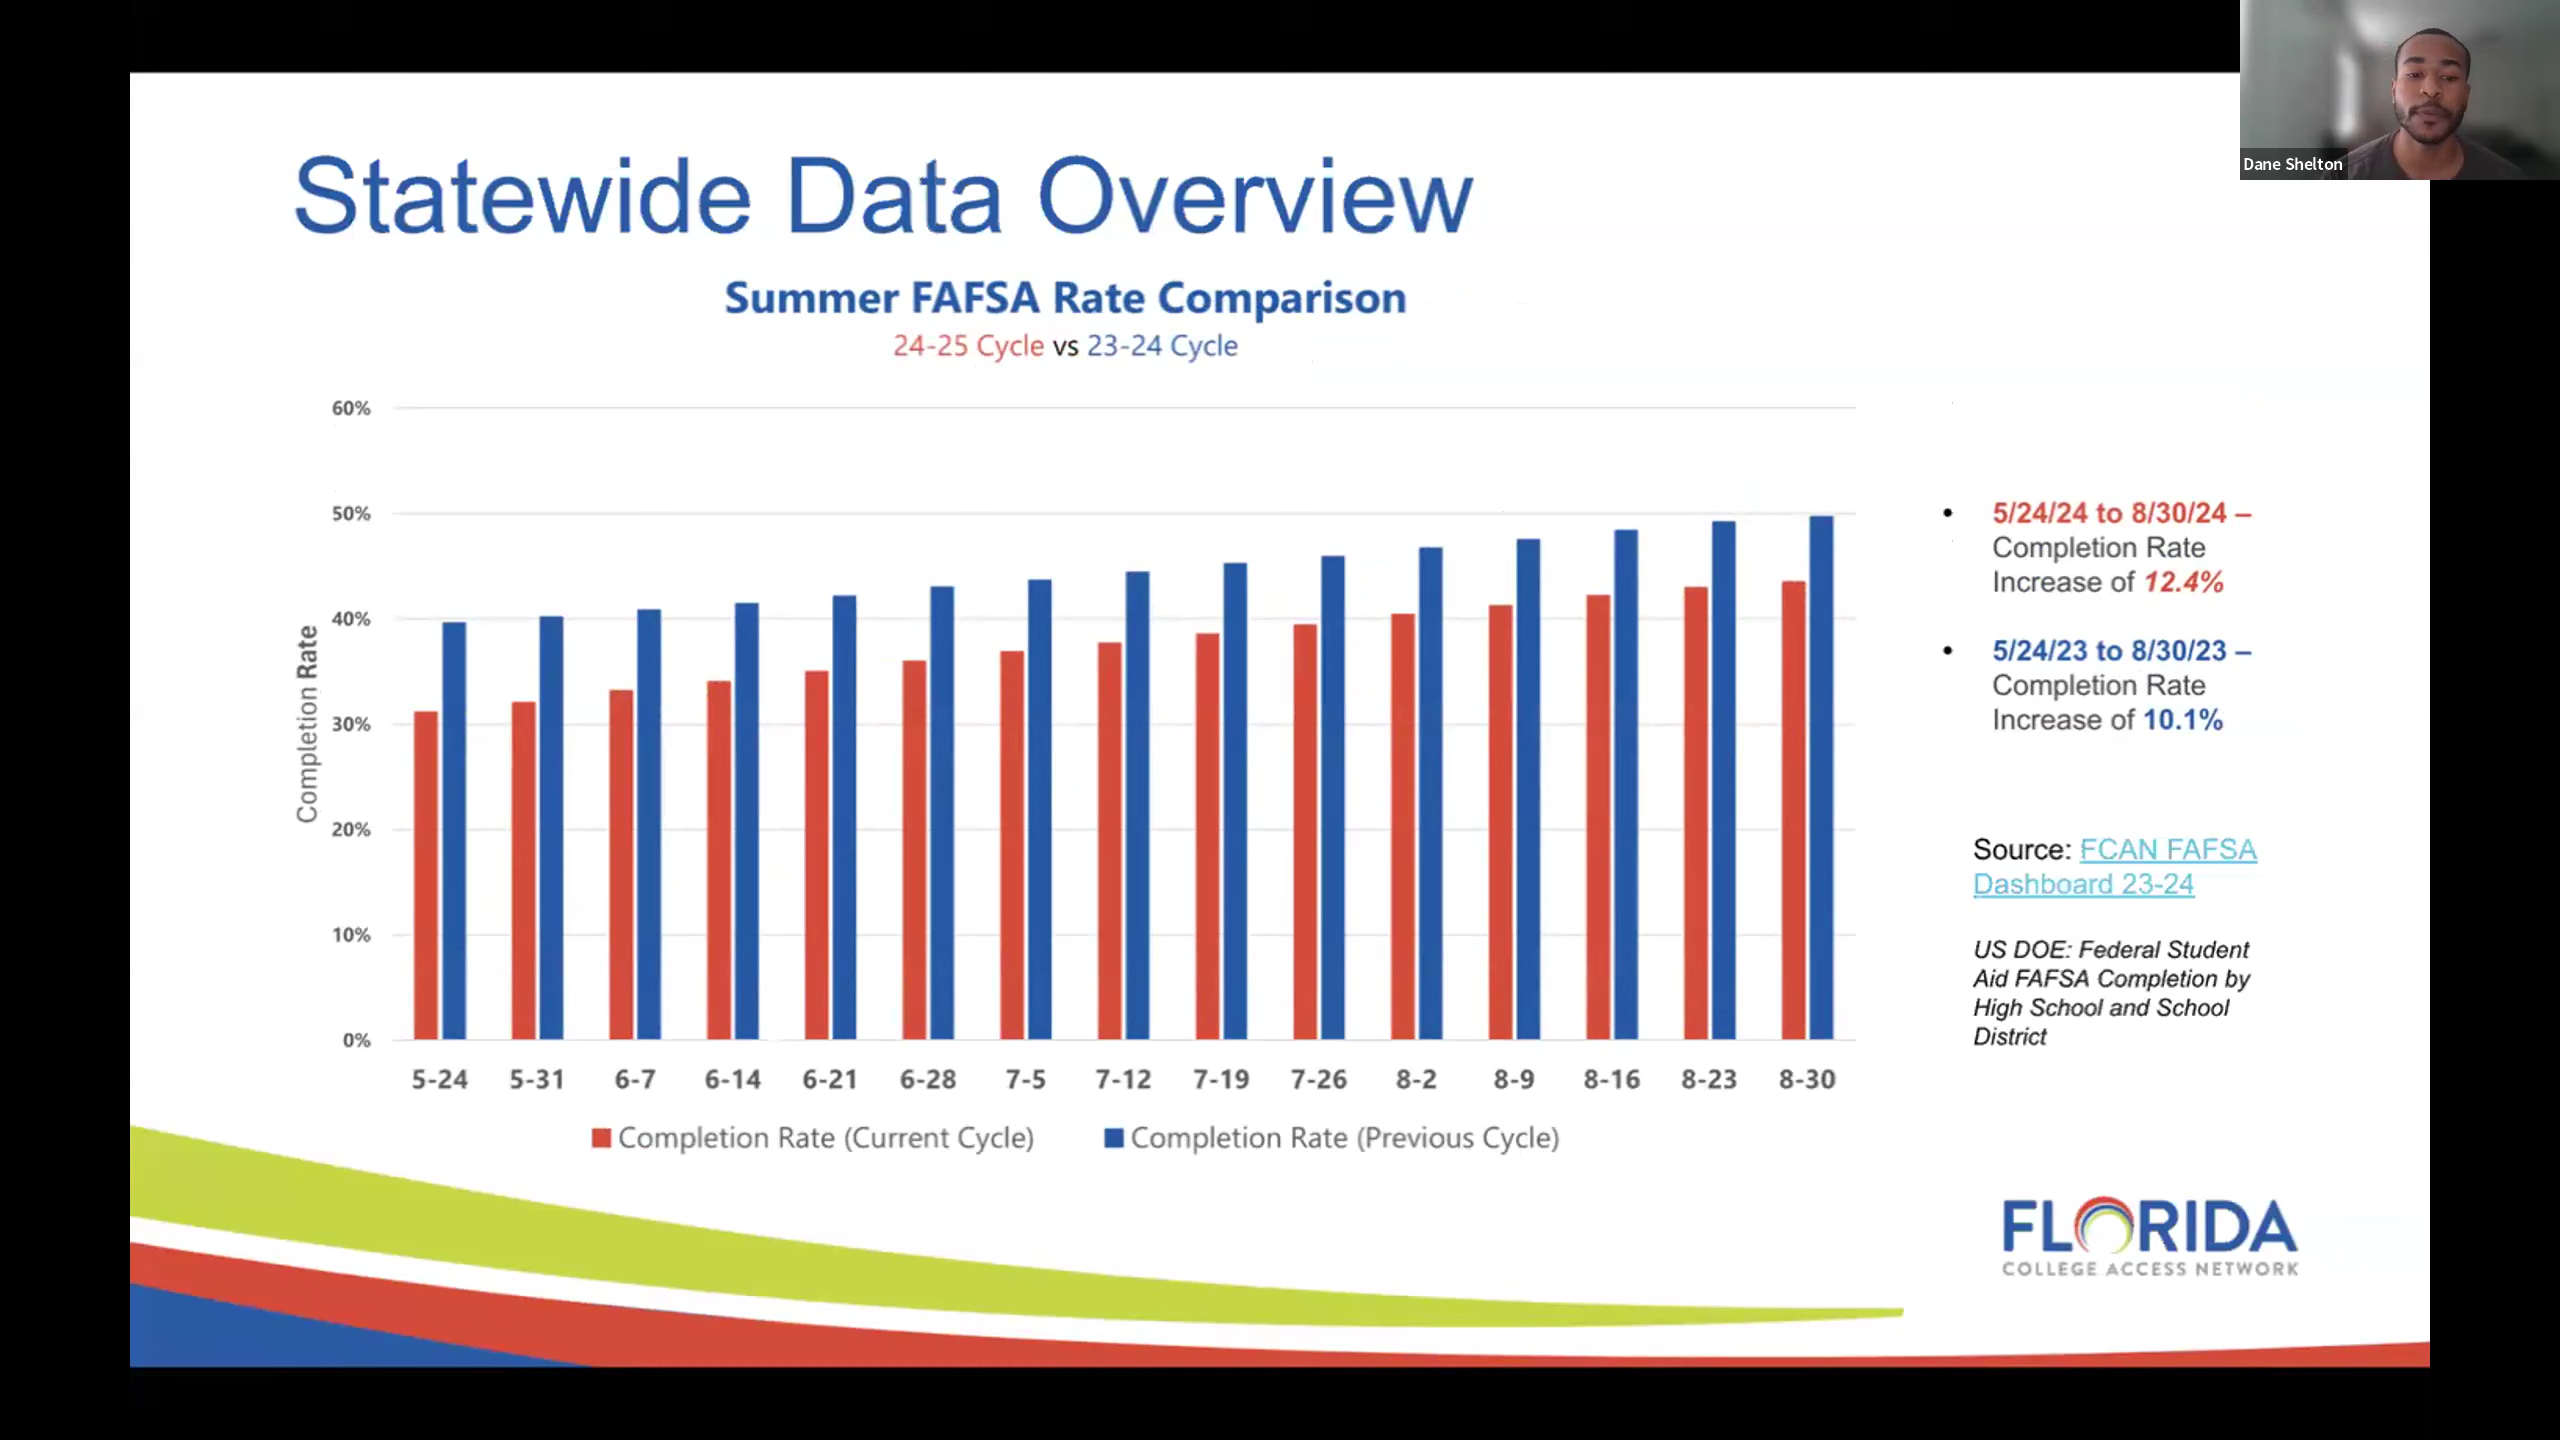 Dane Shelton
Statewide Data Overview
Summer FAFSA Rate Comparison
24-25 Cycle vs 23-24 Cycle
Completion Rate
60%
50%
40%
30%
20%
10%
0%
5-24 5-31 6-7 6-14 6-21 6-28 7-5 7-12 7-19 7-26 8-2 8-9 8-16 8-23 8-30
Completion Rate (Current Cycle) Completion Rate (Previous Cycle)
• 5/24/24 to 8/30/24 –
Completion Rate
Increase of 12.4%
• 5/24/23 to 8/30/23 –
Completion Rate
Increase of 10.1%
Source: FCAN FAFSA
Dashboard 23-24
US DOE: Federal Student
Aid FAFSA Completion by
High School and School
District
FLORIDA
COLLEGE ACCESS NETWORK